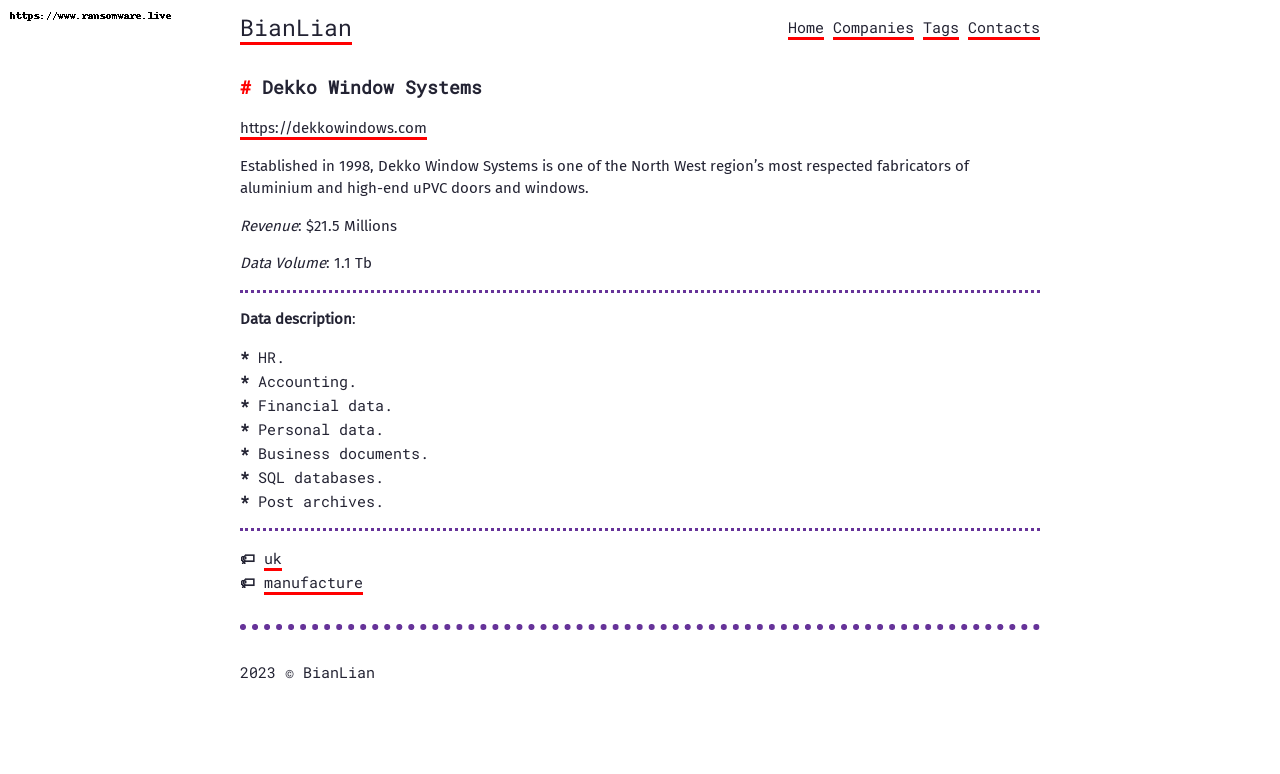 https://www.ransomware.live
BianLian
Home Companies Tags Contacts
# Dekko Window Systems
https://dekkowindows.com
Established in 1998, Dekko Window Systems is one of the North West region’s most respected fabricators of
aluminium and high-end uPVC doors and windows.
Revenue: $21.5 Millions
Data Volume: 1.1 Tb
Data description:
* HR.
* Accounting.
* Financial data.
* Personal data.
* Business documents.
* SQL databases.
* Post archives.
uk
manufacture
2023 © BianLian